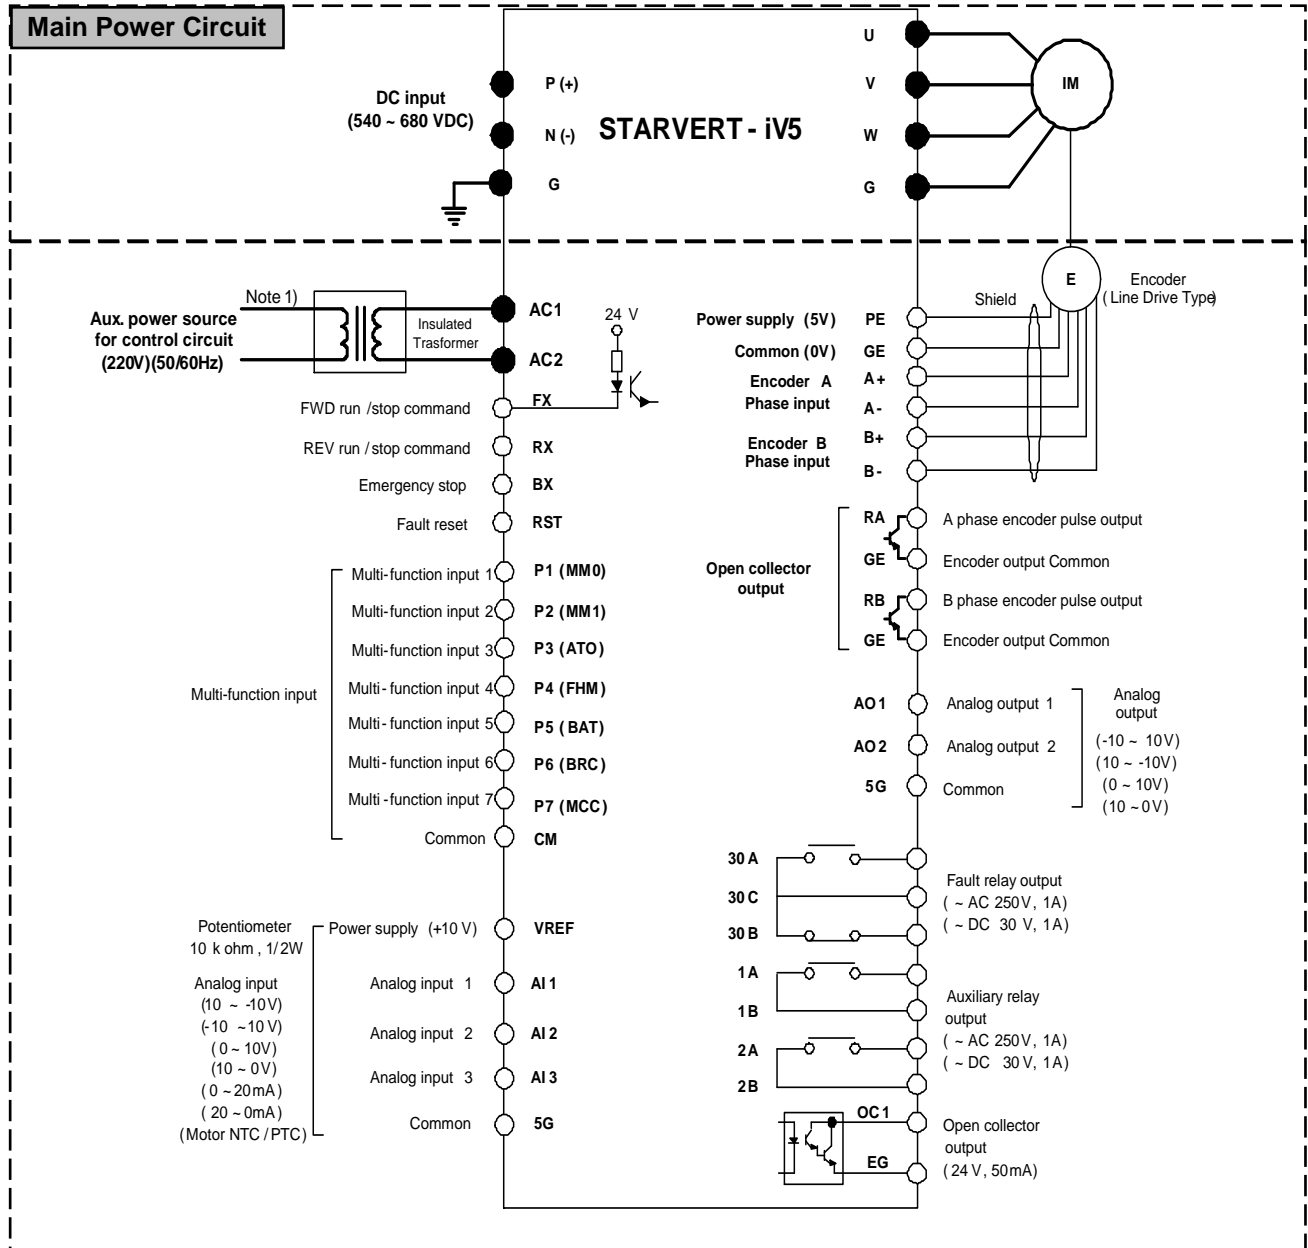 Main Power Circuit
DC input
(540 ~ 680 VDC)
P (+)
N (-)
G
STARVERT - iV5
U
V
W
G
IM
Note 1)
Aux. power source
for control circuit
(220V)(50/60Hz)
Insulated
Trasformer
AC1
AC2
24 V
FWD run /stop command
FX
REV run /stop command
RX
Emergency stop
BX
Fault reset
RST
Multi-function input
Multi-function input 1
P1 (MM0)
Multi-function input 2
P2 (MM1)
Multi-function input 3
P3 (ATO)
Multi-function input 4
P4 (FHM)
Multi-function input 5
P5 (BAT)
Multi-function input 6
P6 (BRC)
Multi-function input 7
P7 (MCC)
Common
CM
Potentiometer
10 k ohm , 1/2W
Analog input
(10 ~ -10V)
(-10 ~10V)
(0 ~ 10V)
(10 ~ 0V)
(0 ~20mA)
(20 ~0mA)
(Motor NTC /PTC)
Power supply (+10 V)
VREF
Analog input 1
AI1
Analog input 2
AI2
Analog input 3
AI3
Common
5G
E
Encoder
(Line Drive Type)
Shield
Power supply (5V)
PE
Common (0V)
GE
Encoder A
Phase input
A+
A-
Encoder B
Phase input
B+
B-
Open collector
output
RA
A phase encoder pulse output
GE
Encoder output Common
RB
B phase encoder pulse output
GE
Encoder output Common
AO1
Analog output 1
AO2
Analog output 2
5G
Common
Analog
output
(-10 ~ 10V)
(10 ~ -10V)
(0 ~ 10V)
(10 ~0V)
30A
30C
30B
Fault relay output
( ~ AC 250V, 1A)
( ~ DC 30 V, 1A)
1A
1B
2A
2B
Auxiliary relay
output
( ~ AC 250V, 1A)
( ~ DC 30V, 1A)
OC1
EG
Open collector
output
(24V, 50mA)